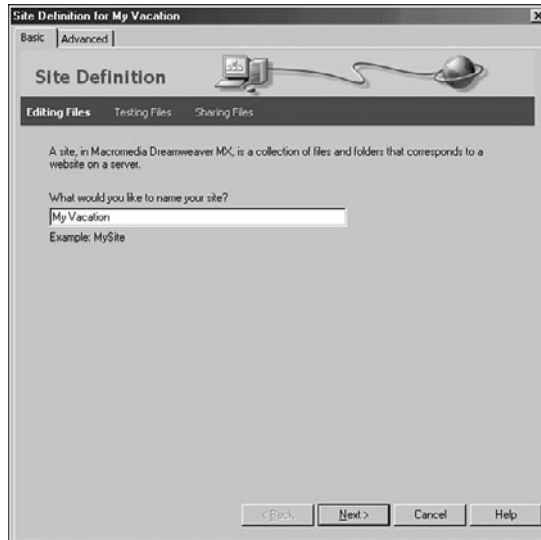 Site Definition for My Vacation
Basic Advanced
Site Definition
Editing Files Testing Files Sharing Files
A site, in Macromedia Dreamweaver MX, is a collection of files and folders that corresponds to a
website on a server.
What would you like to name your site?
My Vacation
Example: MySite
< Back Next > Cancel Help